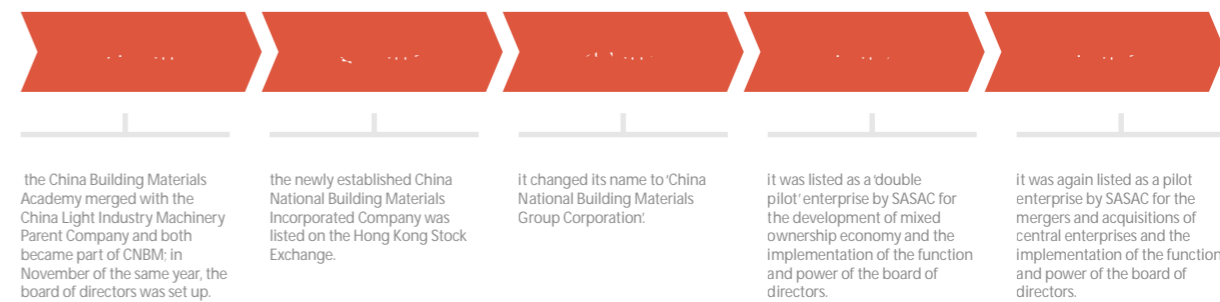 the China Building Materials
Academy merged with the
China Light Industry Machinery
Parent Company and both
became part of CNBM; in
November of the same year, the
board of directors was set up.
the newly established China
National Building Materials
Incorporated Company was
listed on the Hong Kong Stock
Exchange.
it changed its name to ‘China
National Building Materials
Group Corporation’.
it was listed as a ‘double
pilot’ enterprise by SASAC for
the development of mixed
ownership economy and the
implementation of the function
and power of the board of
directors.
it was again listed as a pilot
enterprise by SASAC for the
mergers and acquisitions of
central enterprises and the
implementation of the function
and power of the board of
directors.